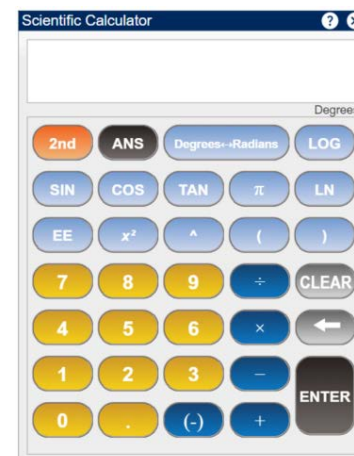 Scientific Calculator ?
Degrees
2nd ANS Degrees↔Radians LOG
SIN COS TAN π LN
EE x² ^ ( )
7 8 9 ÷ CLEAR
4 5 6 × ←
1 2 3 −
ENTER
0 . (-) +